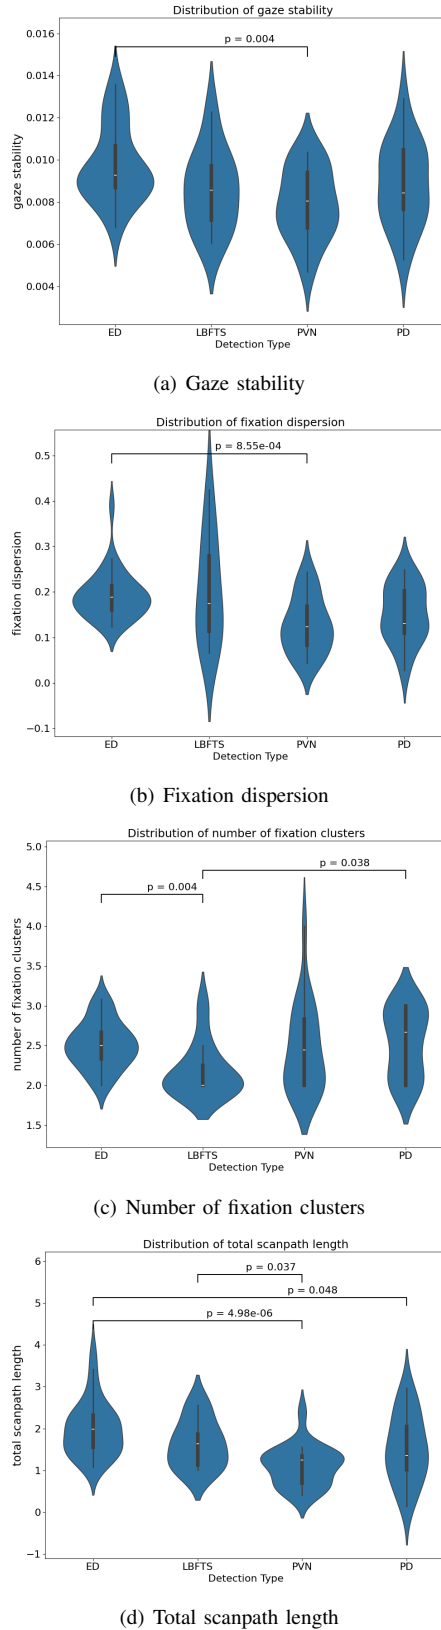 Distribution of gaze stability
0.016
p = 0.004
0.014
0.012
0.010
0.008
0.006
0.004
gaze stability
ED LBFTS PVN PD
Detection Type
(a) Gaze stability
Distribution of fixation dispersion
p = 8.55e-04
0.5
0.4
0.3
0.2
0.1
0.0
−0.1
fixation dispersion
ED LBFTS PVN PD
Detection Type
(b) Fixation dispersion
Distribution of number of fixation clusters
5.0
p = 0.038
4.5
p = 0.004
4.0
3.5
3.0
2.5
2.0
1.5
number of fixation clusters
ED LBFTS PVN PD
Detection Type
(c) Number of fixation clusters
Distribution of total scanpath length
6
p = 0.037
p = 0.048
5
p = 4.98e-06
4
3
2
1
0
−1
total scanpath length
ED LBFTS PVN PD
Detection Type
(d) Total scanpath length